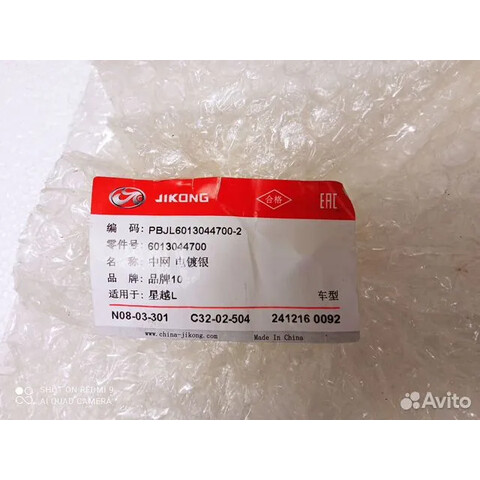 JIKONG
合格
EAC
编 码: PBJL6013044700-2
零件号: 6013044700
名 称: 中网 电镀银
品 牌: 品牌10
适用于: 星越L 车型
N08-03-301 C32-02-504 241216 0092
www.china-jikong.com Made In China
SHOT ON REDMI 9
AI QUAD CAMERA
Avito